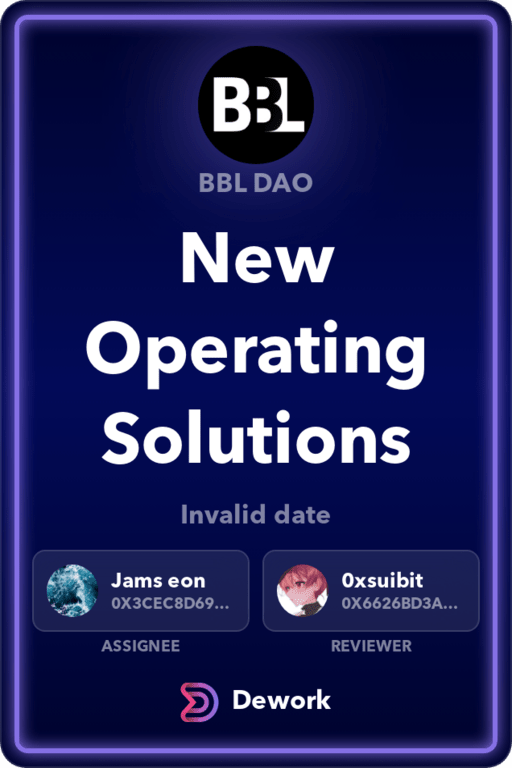 BBL
BBL DAO
New
Operating
Solutions
Invalid date
Jams eon
0X3CEC8D69...
0xsuibit
0X6626BD3A...
ASSIGNEE
REVIEWER
Dework